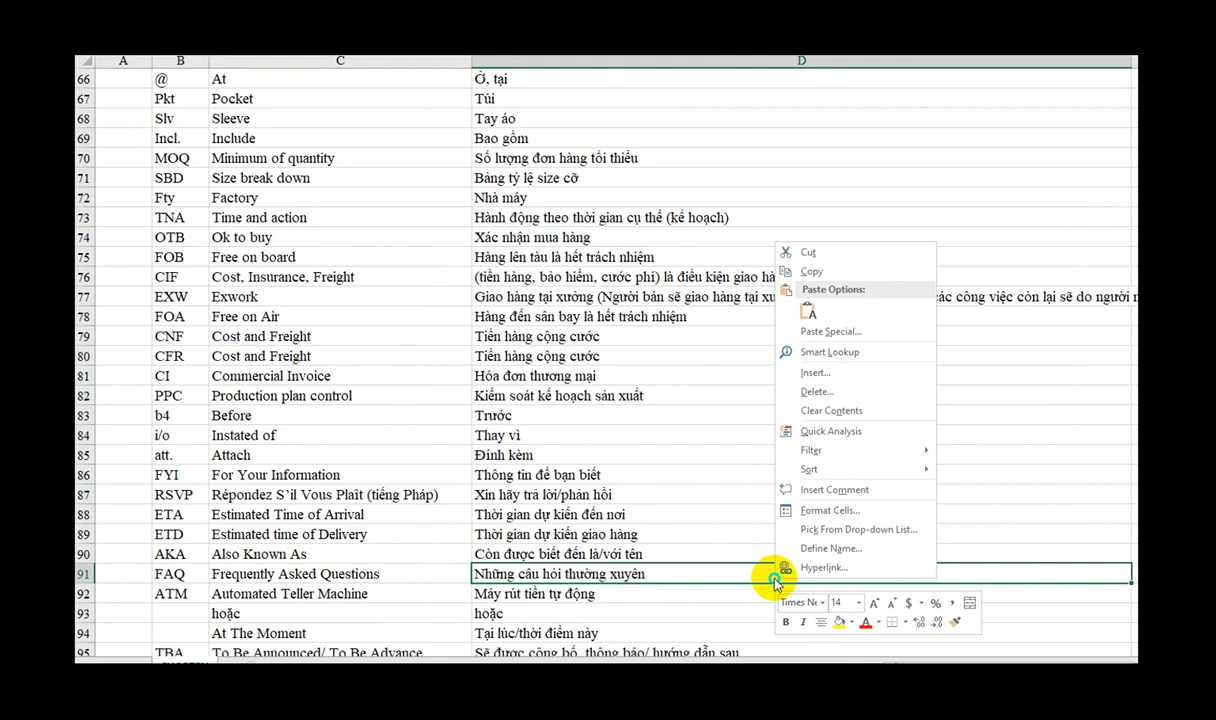 A B C D
66 @ At Ở, tại
67 Pkt Pocket Túi
68 Slv Sleeve Tay áo
69 Incl. Include Bao gồm
70 MOQ Minimum of quantity Số lượng đơn hàng tối thiểu
71 SBD Size break down Bảng tỷ lệ size cỡ
72 Fty Factory Nhà máy
73 TNA Time and action Hành động theo thời gian cụ thể (kế hoạch)
74 OTB Ok to buy Xác nhận mua hàng
75 FOB Free on board Hàng lên tàu là hết trách nhiệm
76 CIF Cost, Insurance, Freight (tiền hàng, bảo hiểm, cước phí) là điều kiện giao
77 EXW Exwork Giao hàng tại xưởng (Người bán sẽ giao hàng tại các công việc còn lại sẽ do người
78 FOA Free on Air Hàng đến sân bay là hết trách nhiệm
79 CNF Cost and Freight Tiền hàng cộng cước
80 CFR Cost and Freight Tiền hàng cộng cước
81 CI Commercial Invoice Hóa đơn thương mại
82 PPC Production plan control Kiểm soát kế hoạch sản xuất
83 b4 Before Trước
84 i/o Instated of Thay vì
85 att. Attach Đính kèm
86 FYI For Your Information Thông tin để bạn biết
87 RSVP Répondez S’il Vous Plaît (tiếng Pháp) Xin hãy trả lời/phản hồi
88 ETA Estimated Time of Arrival Thời gian dự kiến đến nơi
89 ETD Estimated time of Delivery Thời gian dự kiến giao hàng
90 AKA Also Known As Còn được biết đến là/với tên
91 FAQ Frequently Asked Questions Những câu hỏi thường xuyên
92 ATM Automated Teller Machine Máy rút tiền tự động
93 hoặc hoặc
94 At The Moment Tại lúc/thời điểm này
95 TBA To Be Announced/ To Be Advance Sẽ được công bố, thông báo/ hướng dẫn sau
Cut
Copy
Paste Options:
Paste Special...
Smart Lookup
Insert...
Delete...
Clear Contents
Quick Analysis
Filter
Sort
Insert Comment
Format Cells...
Pick From Drop-down List...
Define Name...
Hyperlink...
14 A A $ % ,
B I A